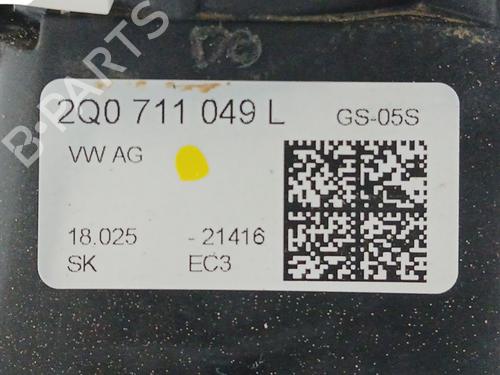 B-PARTS
2Q0 711 049 L GS-05S
VW AG
18.025 - 21416
SK EC3